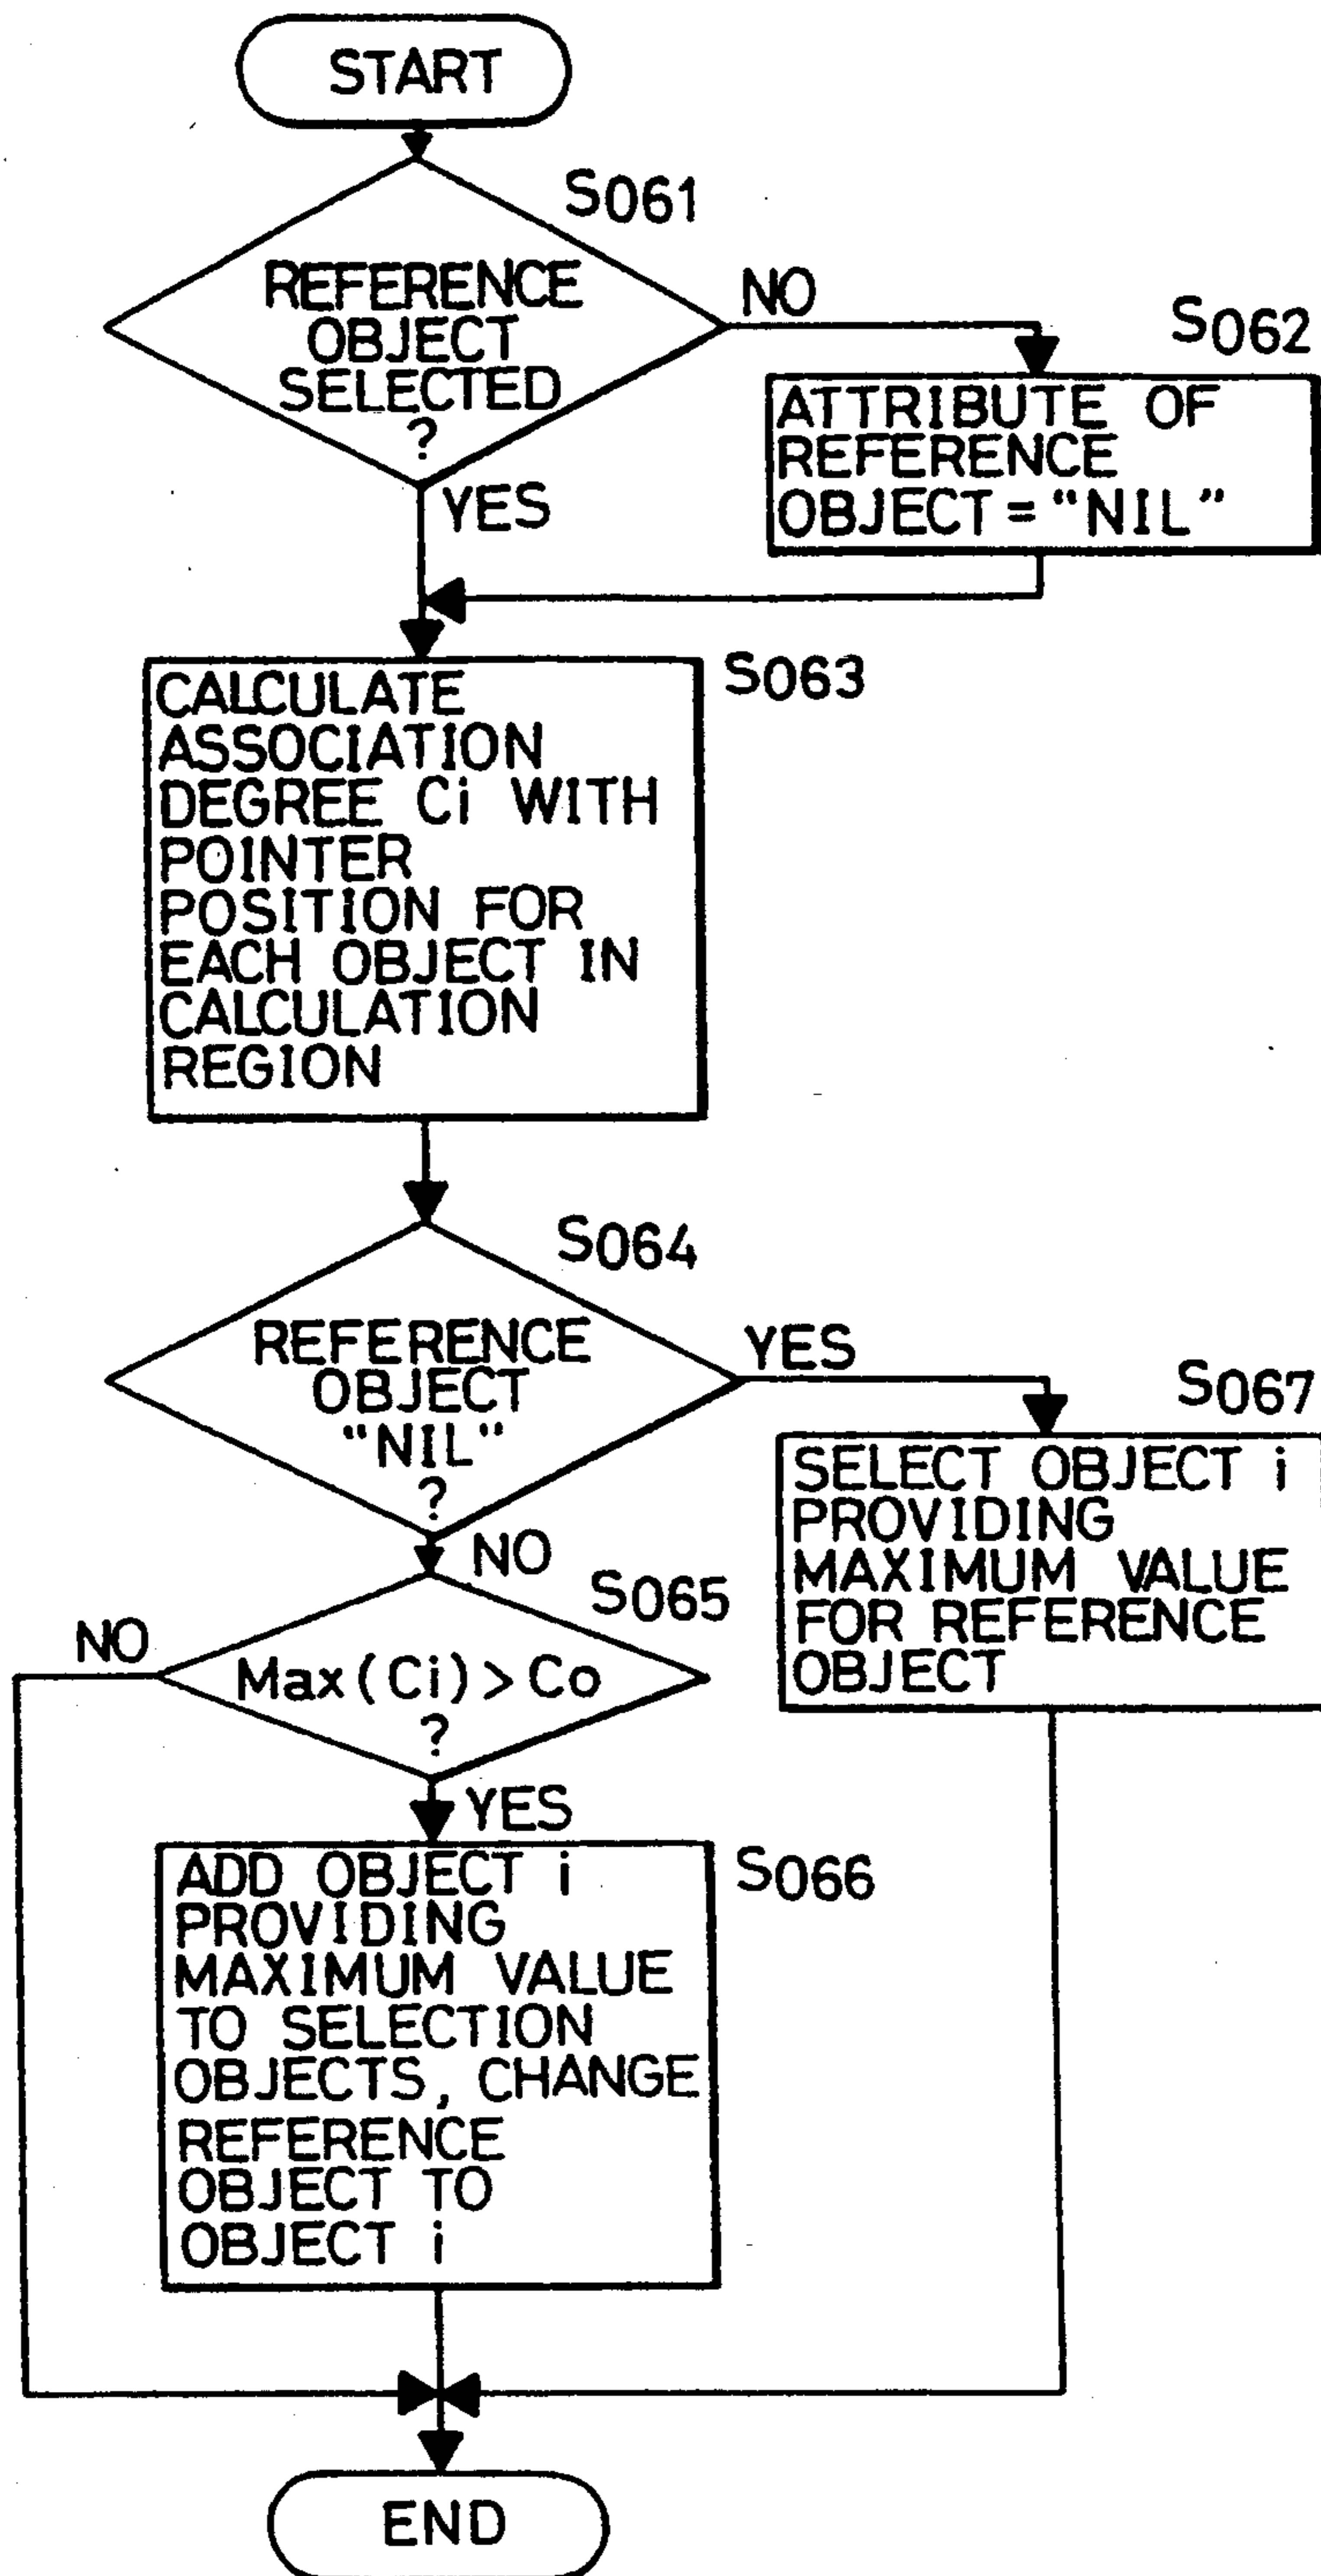 START
S061
REFERENCE
OBJECT
SELECTED
?
NO
YES
S062
ATTRIBUTE OF
REFERENCE
OBJECT = "NIL"
S063
CALCULATE
ASSOCIATION
DEGREE Ci WITH
POINTER
POSITION FOR
EACH OBJECT IN
CALCULATION
REGION
S064
REFERENCE
OBJECT
"NIL"
?
YES
NO
S067
SELECT OBJECT i
PROVIDING
MAXIMUM VALUE
FOR REFERENCE
OBJECT
S065
NO
Max(Ci) > Co
?
YES
S066
ADD OBJECT i
PROVIDING
MAXIMUM VALUE
TO SELECTION
OBJECTS, CHANGE
REFERENCE
OBJECT TO
OBJECT i
END